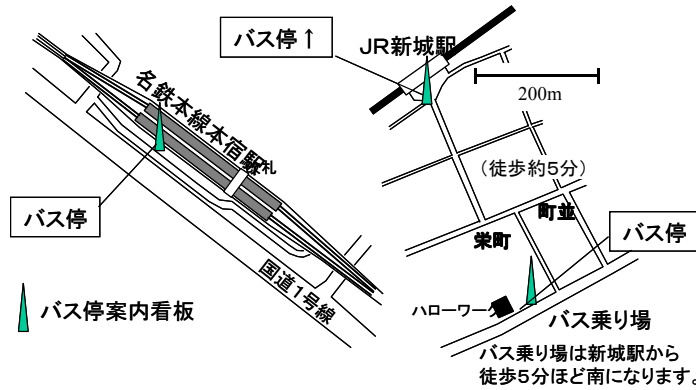 バス停↑
JR新城駅
200m
名鉄本線本宿駅
(徒歩約5分)
バス停
町並
栄町
バス停
国道1号線
バス停案内看板
ハローワーク
バス乗り場
バス乗り場は新城駅から
徒歩5分ほど南になります。